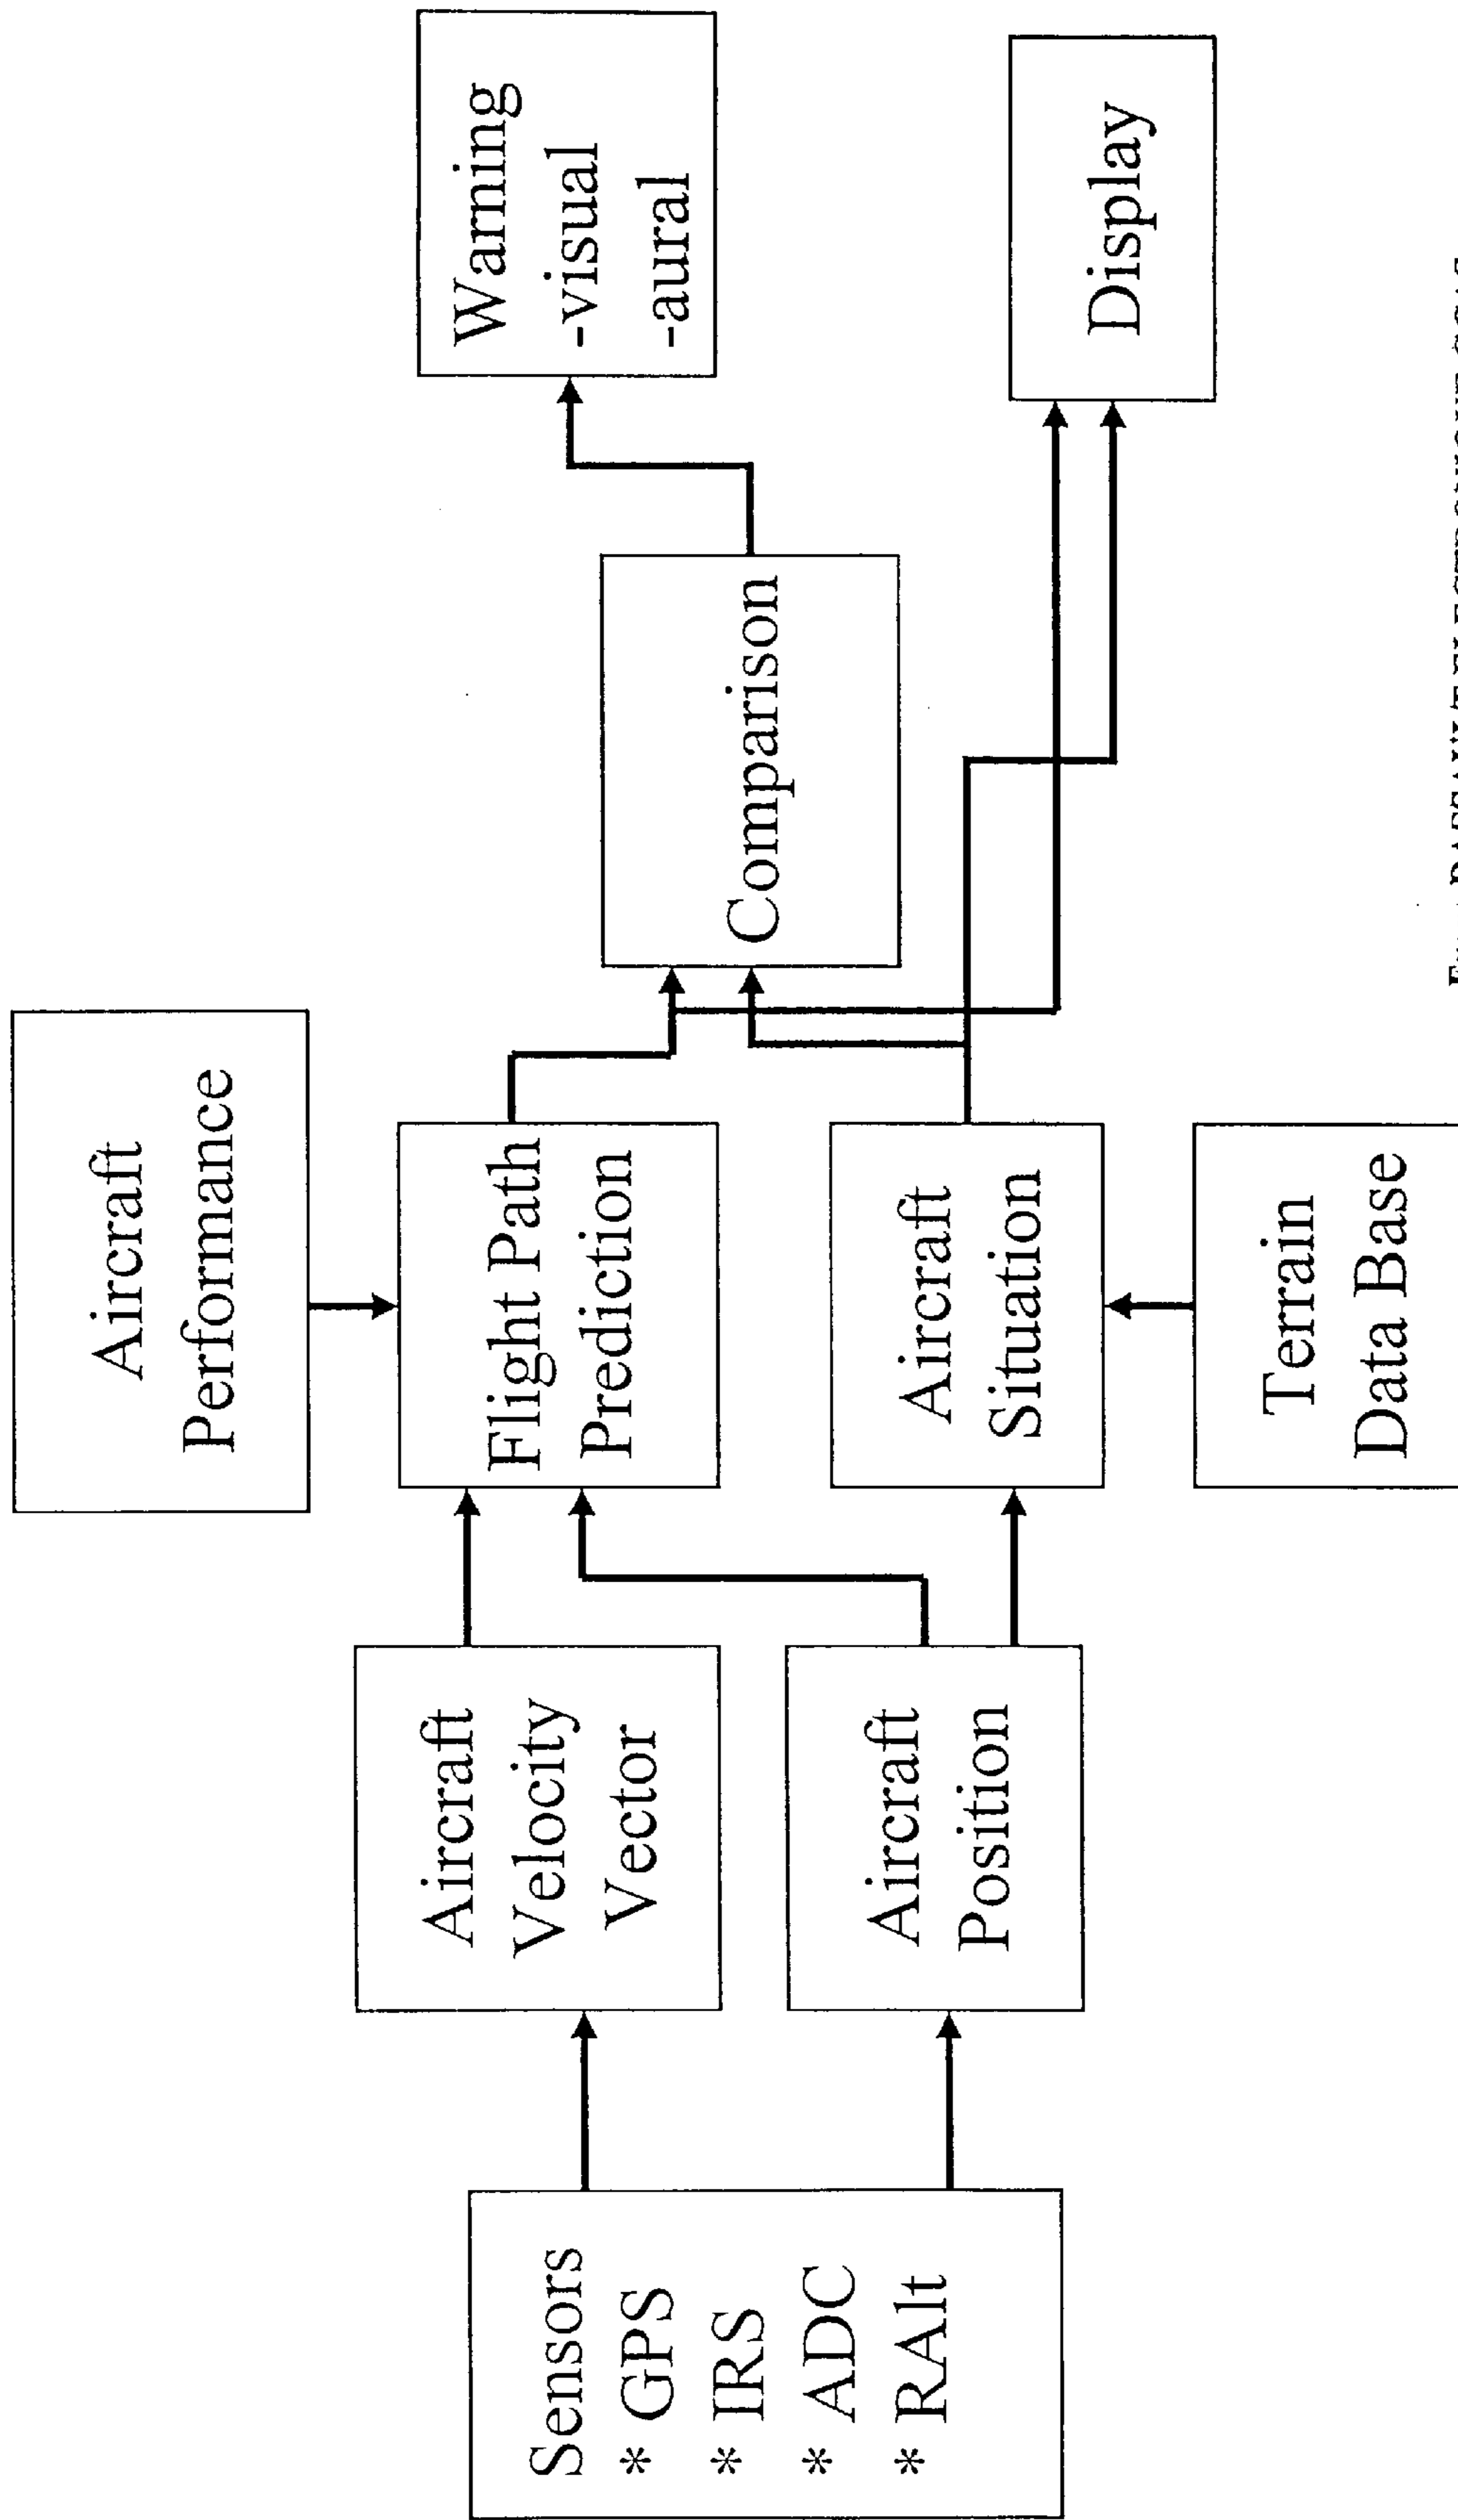 Sensors
* GPS
* IRS
* ADC
* RAlt
Aircraft
Velocity
Vector
Aircraft
Position
Aircraft
Performance
Flight Path
Prediction
Aircraft
Situation
Terrain
Data Base
Comparison
Warning
-visual
-aural
Display